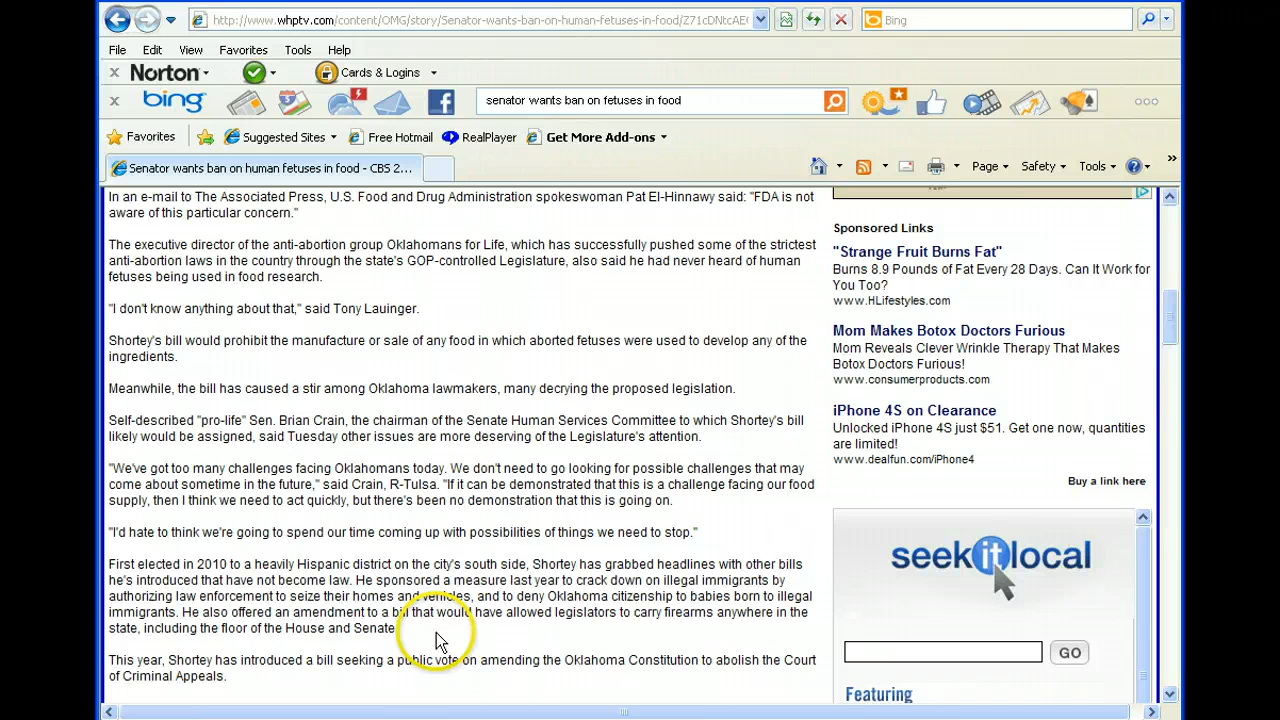 http://www.whptv.com/content/OMG/story/Senator-wants-ban-on-human-fetuses-in-food/Z71cDNtcAE
Bing
File Edit View Favorites Tools Help
Norton Cards & Logins
bing senator wants ban on fetuses in food
Favorites Suggested Sites Free Hotmail RealPlayer Get More Add-ons
Senator wants ban on human fetuses in food - CBS 2... Page Safety Tools
In an e-mail to The Associated Press, U.S. Food and Drug Administration spokeswoman Pat El-Hinnawy said: "FDA is not
aware of this particular concern."
The executive director of the anti-abortion group Oklahomans for Life, which has successfully pushed some of the strictest
anti-abortion laws in the country through the state's GOP-controlled Legislature, also said he had never heard of human
fetuses being used in food research.
"I don't know anything about that," said Tony Lauinger.
Shortey's bill would prohibit the manufacture or sale of any food in which aborted fetuses were used to develop any of the
ingredients.
Meanwhile, the bill has caused a stir among Oklahoma lawmakers, many decrying the proposed legislation.
Self-described "pro-life" Sen. Brian Crain, the chairman of the Senate Human Services Committee to which Shortey's bill
likely would be assigned, said Tuesday other issues are more deserving of the Legislature's attention.
"We've got too many challenges facing Oklahomans today. We don't need to go looking for possible challenges that may
come about sometime in the future," said Crain, R-Tulsa. "If it can be demonstrated that this is a challenge facing our food
supply, then I think we need to act quickly, but there's been no demonstration that this is going on.
"I'd hate to think we're going to spend our time coming up with possibilities of things we need to stop."
First elected in 2010 to a heavily Hispanic district on the city's south side, Shortey has grabbed headlines with other bills
he's introduced that have not become law. He sponsored a measure last year to crack down on illegal immigrants by
authorizing law enforcement to seize their homes and vehicles, and to deny Oklahoma citizenship to babies born to illegal
immigrants. He also offered an amendment to a bill that would have allowed legislators to carry firearms anywhere in the
state, including the floor of the House and Senate.
This year, Shortey has introduced a bill seeking a public vote on amending the Oklahoma Constitution to abolish the Court
of Criminal Appeals.
Sponsored Links
"Strange Fruit Burns Fat"
Burns 8.9 Pounds of Fat Every 28 Days. Can It Work for
You Too?
www.HLifestyles.com
Mom Makes Botox Doctors Furious
Mom Reveals Clever Wrinkle Therapy That Makes
Botox Doctors Furious!
www.consumerproducts.com
iPhone 4S on Clearance
Unlocked iPhone 4S just $51. Get one now, quantities
are limited!
www.dealfun.com/iPhone4
Buy a link here
seekitlocal
GO
Featuring